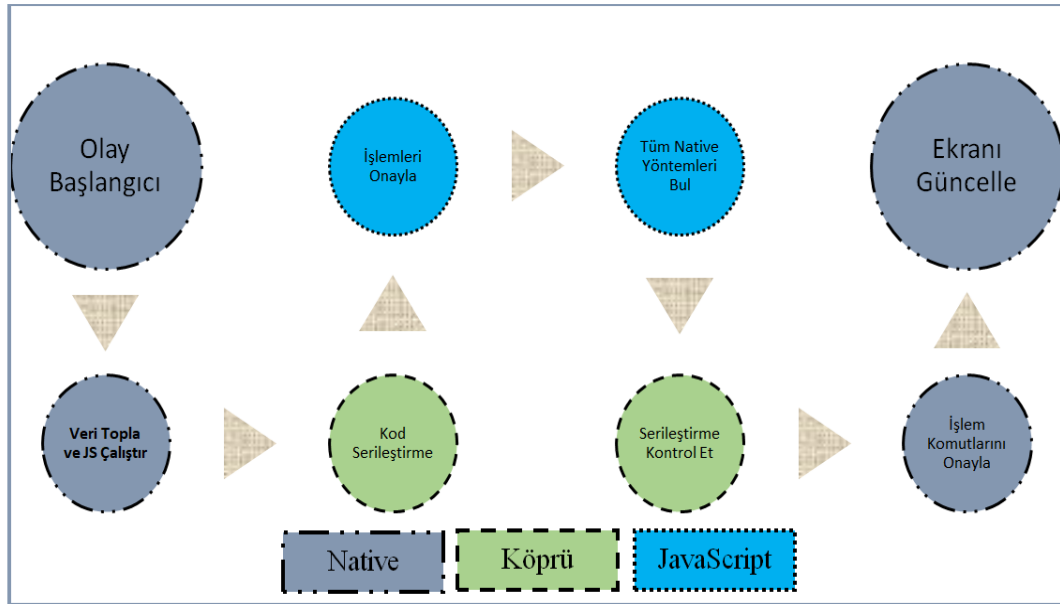 Olay
Başlangıcı
Veri Topla
ve JS Çalıştır
Kod
Serileştirme
İşlemleri
Onayla
Tüm Native
Yöntemleri
Bul
Serileştirme
Kontrol Et
İşlem
Komutlarını
Onayla
Ekranı
Güncelle
Native
Köprü
JavaScript